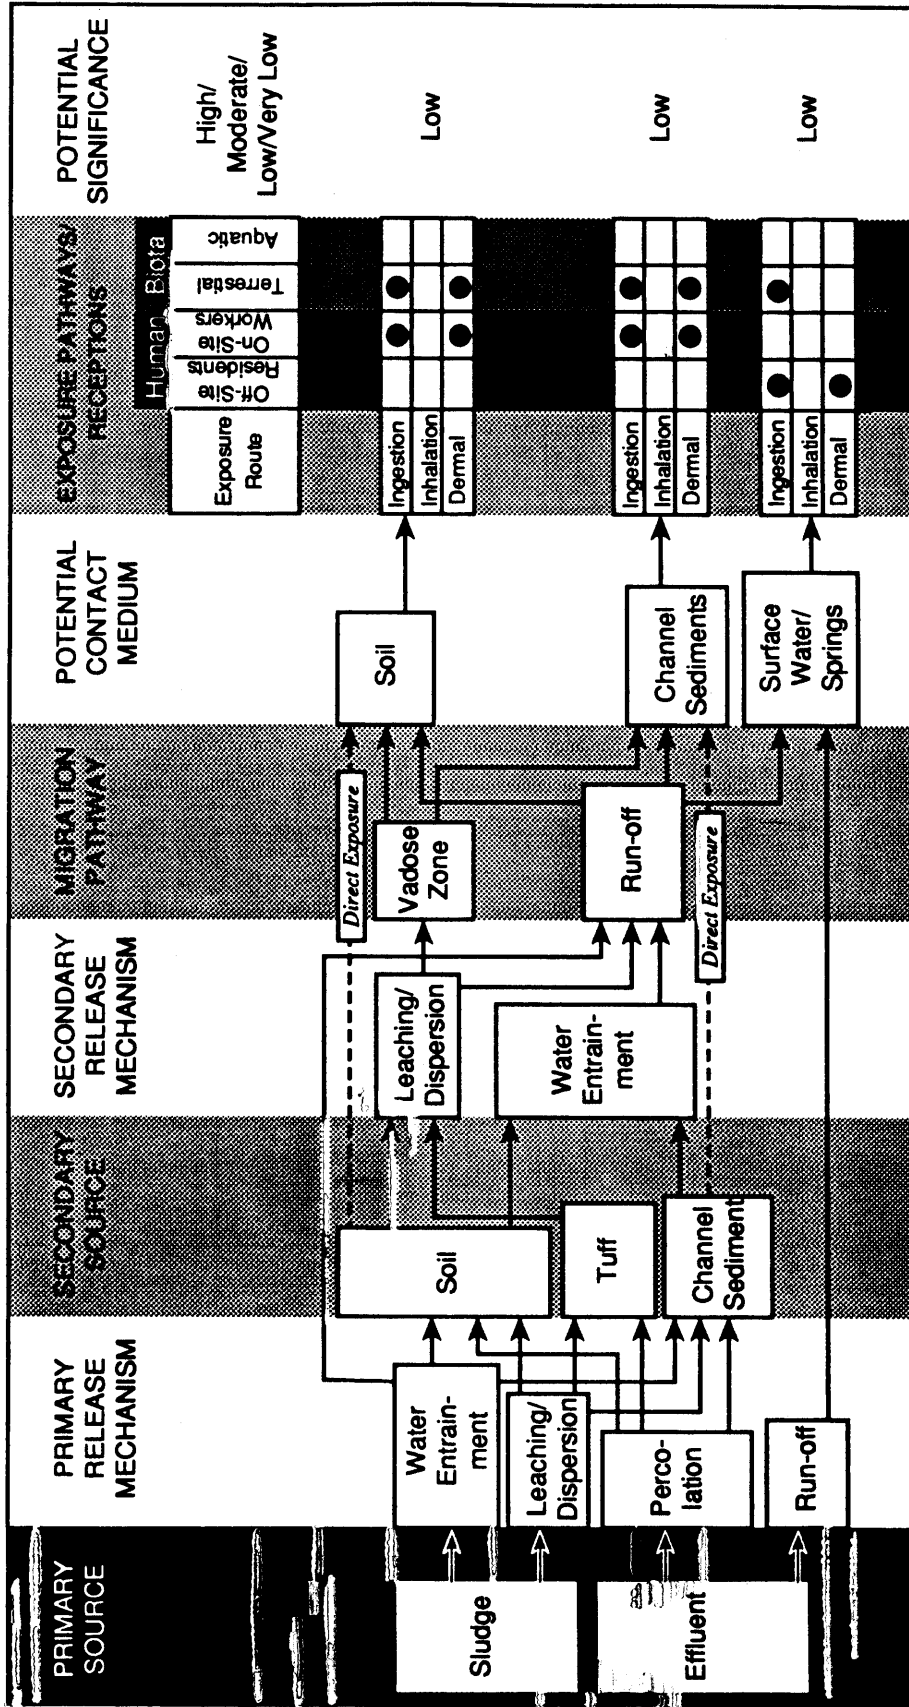 PRIMARY
SOURCE
PRIMARY
RELEASE
MECHANISM
SECONDARY
SOURCE
SECONDARY
RELEASE
MECHANISM
MIGRATION
PATHWAY
POTENTIAL
CONTACT
MEDIUM
EXPOSURE PATHWAYS/
RECEPTIONS
POTENTIAL
SIGNIFICANCE
Human
Biota
Exposure
Route
Off-Site
Residents
On-Site
Workers
Terrestial
Aquatic
High/
Moderate/
Low/Very Low
Sludge
Effluent
Water
Entrain-
ment
Leaching/
Dispersion
Perco-
lation
Run-off
Soil
Tuff
Channel
Sediment
Leaching/
Dispersion
Water
Entrain-
ment
Direct Exposure
Vadose
Zone
Run-off
Direct Exposure
Soil
Channel
Sediments
Surface
Water/
Springs
Ingestion
Inhalation
Dermal
Low
Ingestion
Inhalation
Dermal
Low
Ingestion
Inhalation
Dermal
Low